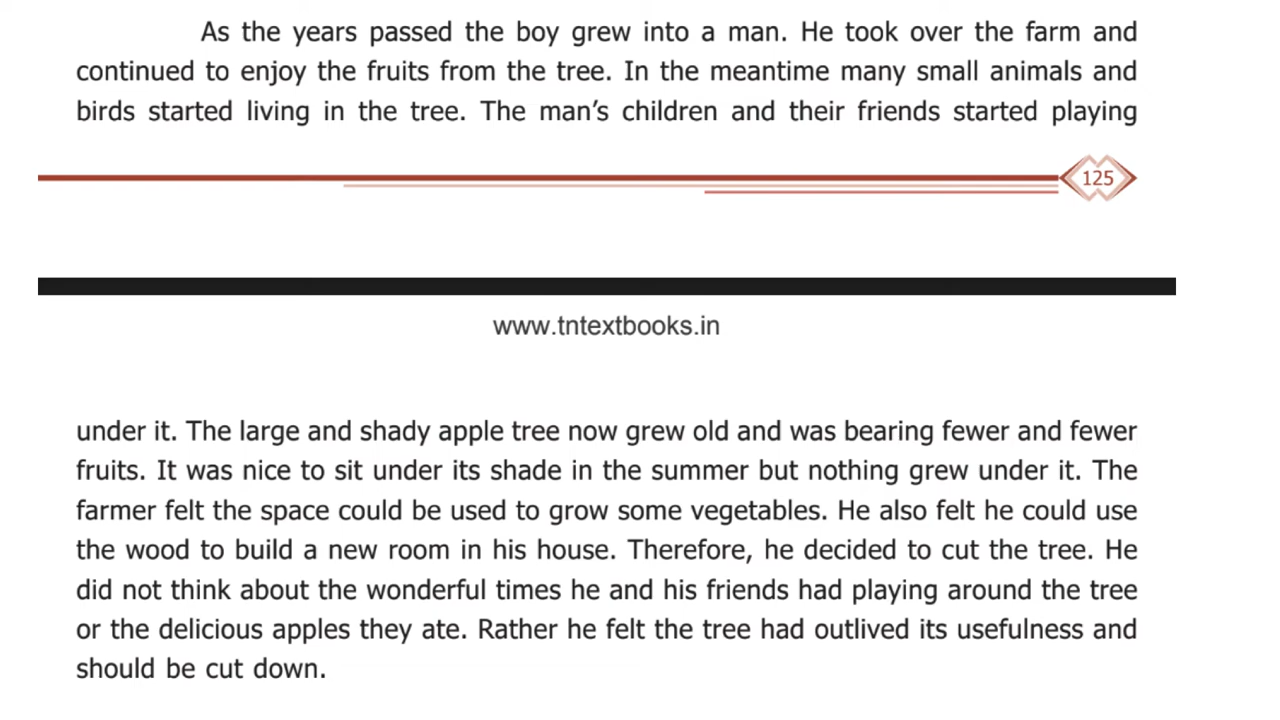 As the years passed the boy grew into a man. He took over the farm and
continued to enjoy the fruits from the tree. In the meantime many small animals and
birds started living in the tree. The man’s children and their friends started playing
125
www.tntextbooks.in
under it. The large and shady apple tree now grew old and was bearing fewer and fewer
fruits. It was nice to sit under its shade in the summer but nothing grew under it. The
farmer felt the space could be used to grow some vegetables. He also felt he could use
the wood to build a new room in his house. Therefore, he decided to cut the tree. He
did not think about the wonderful times he and his friends had playing around the tree
or the delicious apples they ate. Rather he felt the tree had outlived its usefulness and
should be cut down.